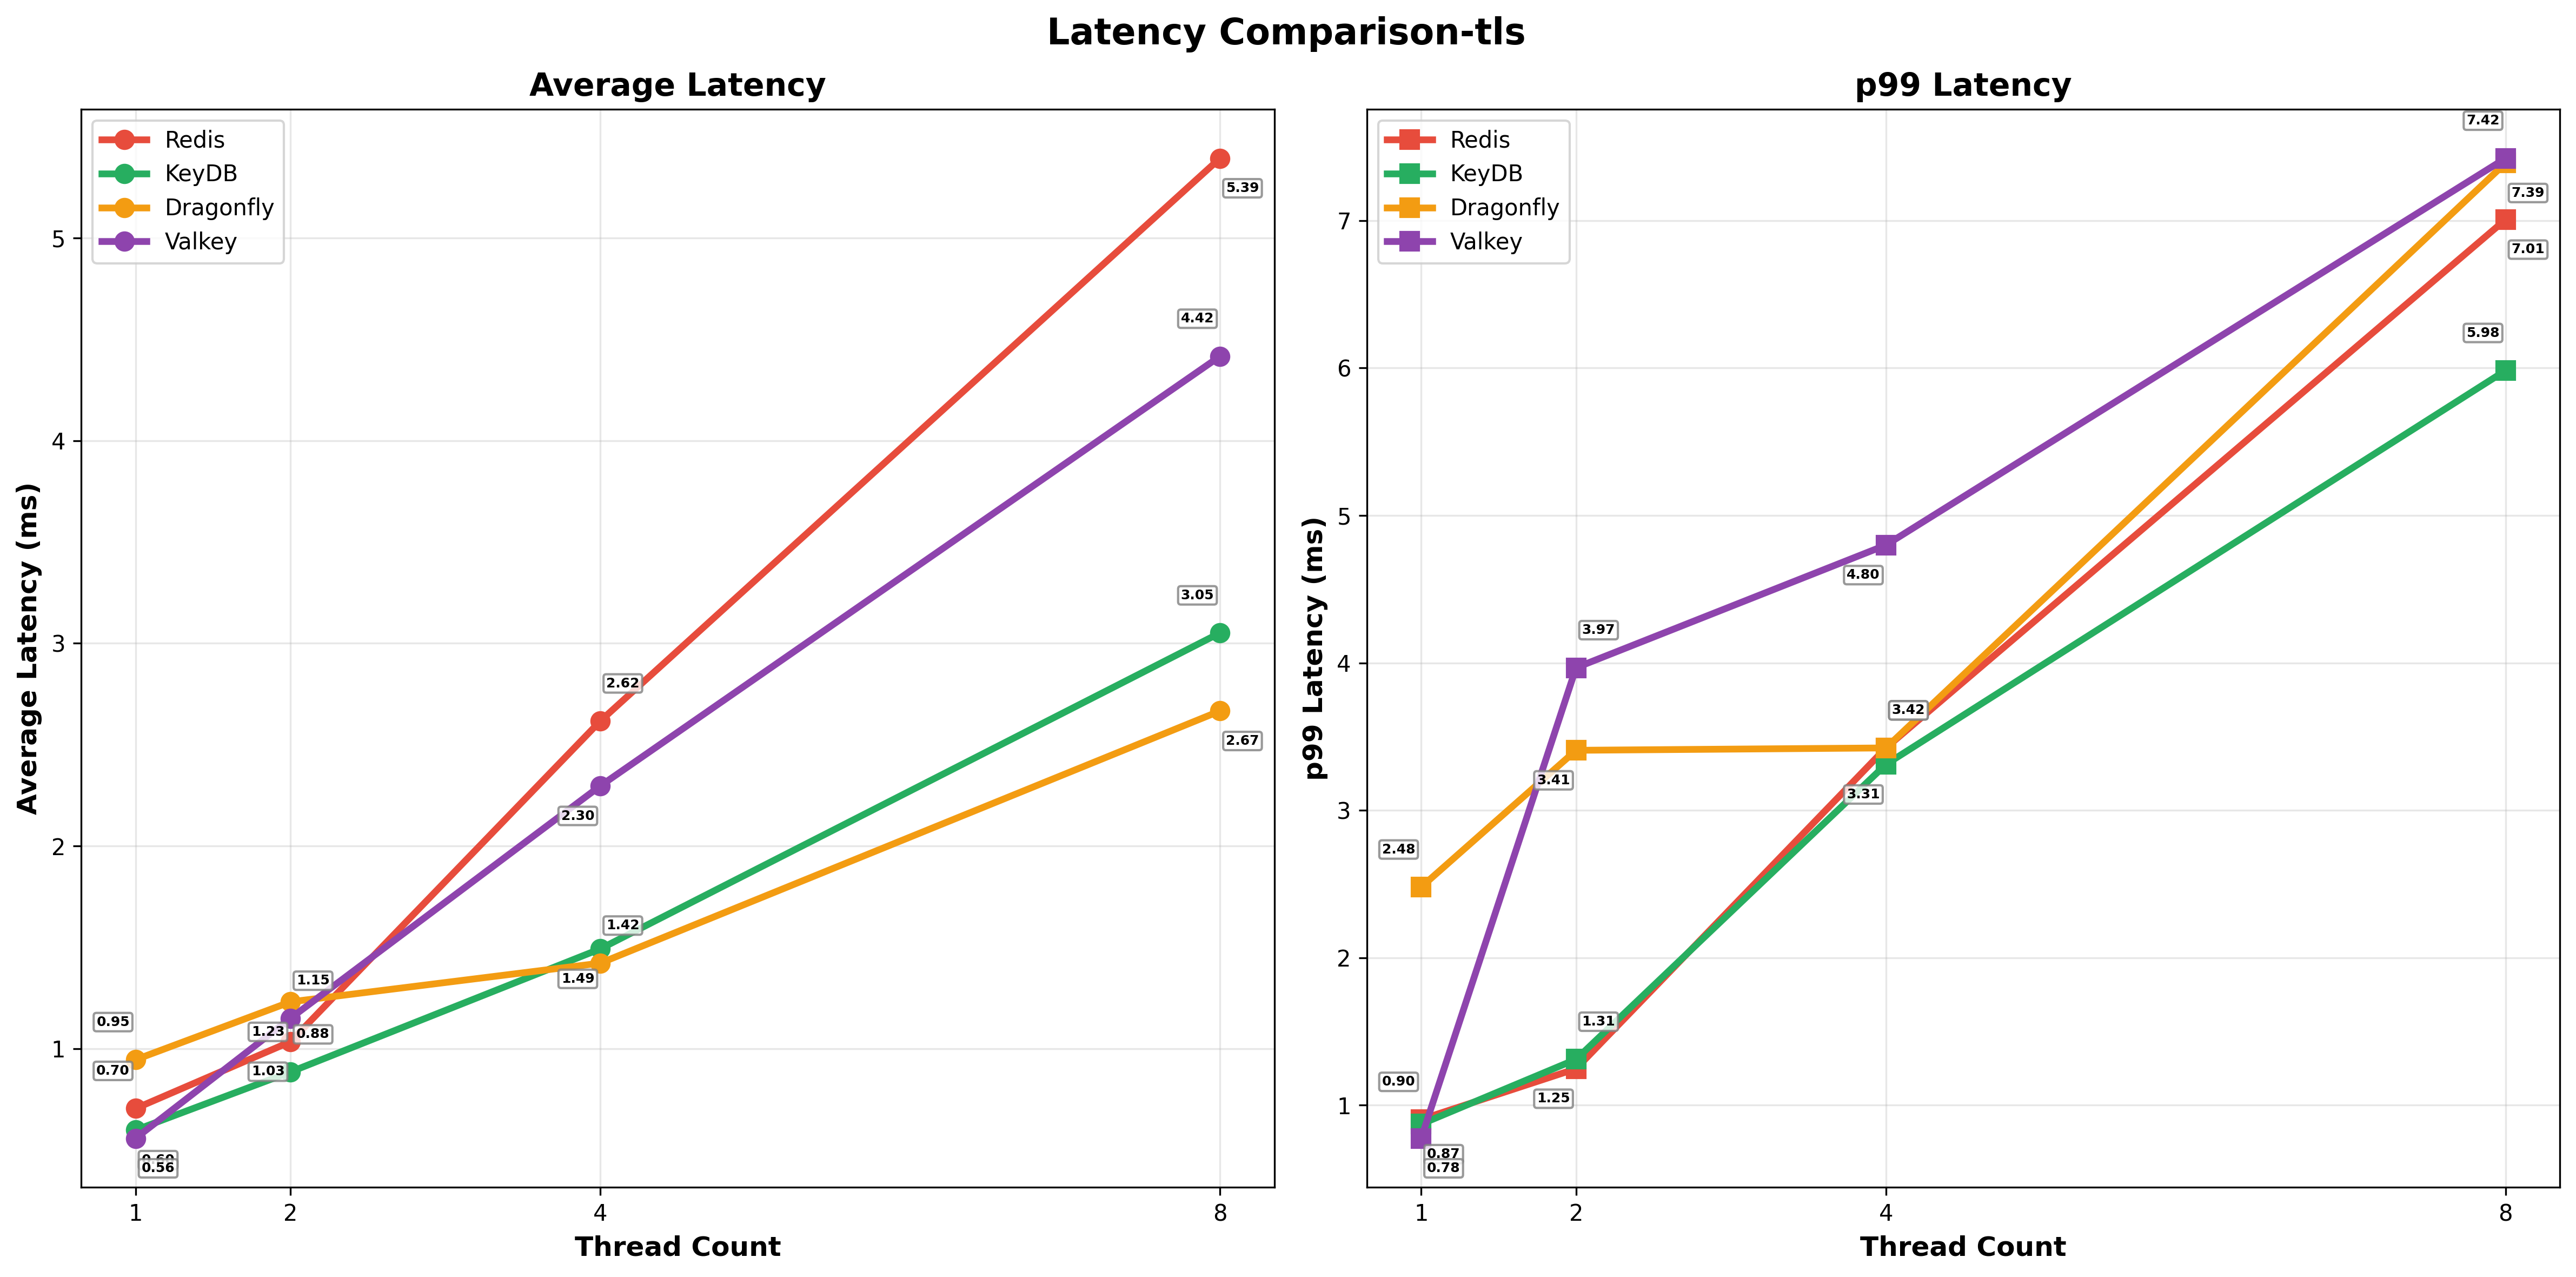 Latency Comparison-tls
Average Latency
Redis
KeyDB
Dragonfly
Valkey
5.39
4.42
3.05
2.62
2.67
2.30
1.42
1.49
1.15
0.95
1.23
0.88
0.70
1.03
0.56
5
4
3
2
1
Average Latency (ms)
1 2 4 8
Thread Count
p99 Latency
Redis
KeyDB
Dragonfly
Valkey
7.42
7.39
7.01
5.98
4.80
3.97
3.42
3.41
3.31
2.48
1.31
0.90
1.25
0.87
0.78
7
6
5
4
3
2
1
p99 Latency (ms)
1 2 4 8
Thread Count